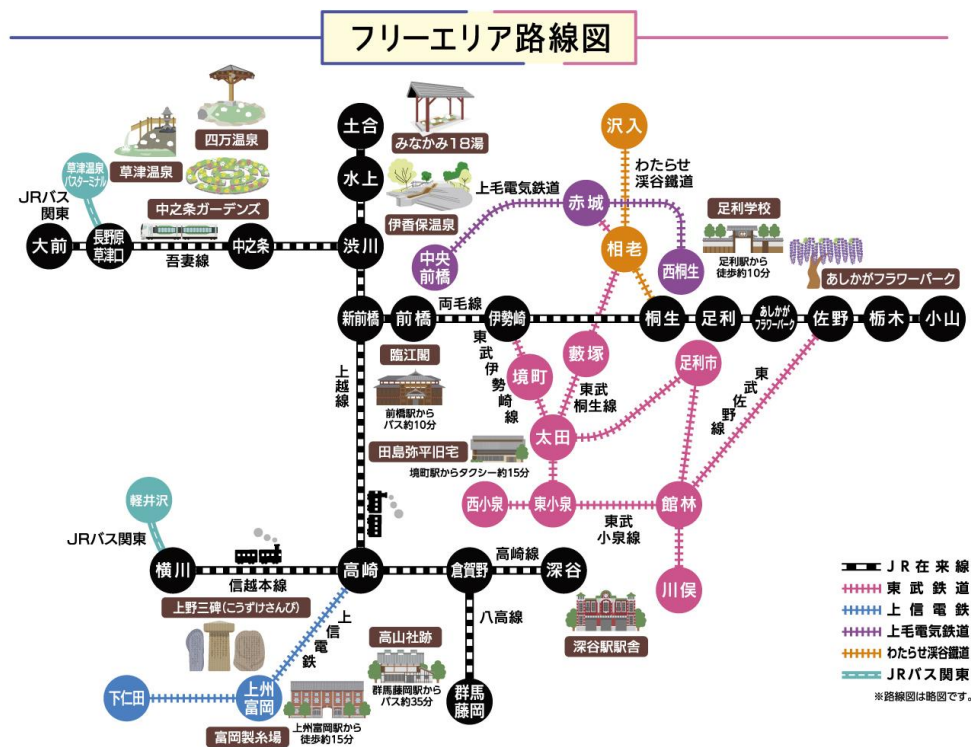 フリーエリア路線図
土合
みなかみ18湯
沢入
四万温泉
わたらせ
渓谷鐵道
草津温泉
バスターミナル
草津温泉
水上
上毛電気鉄道
赤城
足利学校
JRバス
関東
中之条ガーデンズ
伊香保温泉
大前
長野原
草津口
吾妻線
中之条
渋川
中央
前橋
相老
西桐生
足利駅から
徒歩約10分
あしかがフラワーパーク
新前橋
前橋
両毛線
伊勢崎
桐生
足利
あしかが
フラワーパーク
佐野
栃木
小山
上越線
臨江閣
前橋駅から
バス約10分
東武伊勢崎線
境町
藪塚
東武
桐生線
足利市
東武佐野線
太田
田島弥平旧宅
境町駅からタクシー約15分
西小泉
東小泉
館林
東武
小泉線
軽井沢
JRバス関東
横川
信越本線
高崎
倉賀野
高崎線
深谷
川俣
上野三碑(こうずけさんぴ)
上信電鉄
高山社跡
八高線
深谷駅駅舎
群馬藤岡駅から
バス約35分
下仁田
上州
富岡
上州富岡駅から
徒歩約15分
群馬
藤岡
富岡製糸場
JR在来線
東武鉄道
上信電鉄
上毛電気鉄道
わたらせ渓谷鐵道
JRバス関東
※路線図は略図です。